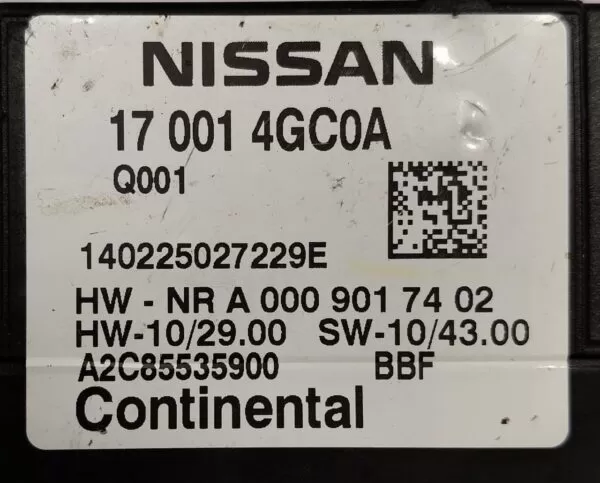 NISSAN
17 001 4GC0A
Q001
140225027229E
HW - NR A 000 901 74 02
HW-10/29.00 SW-10/43.00
A2C85535900 BBF
Continental